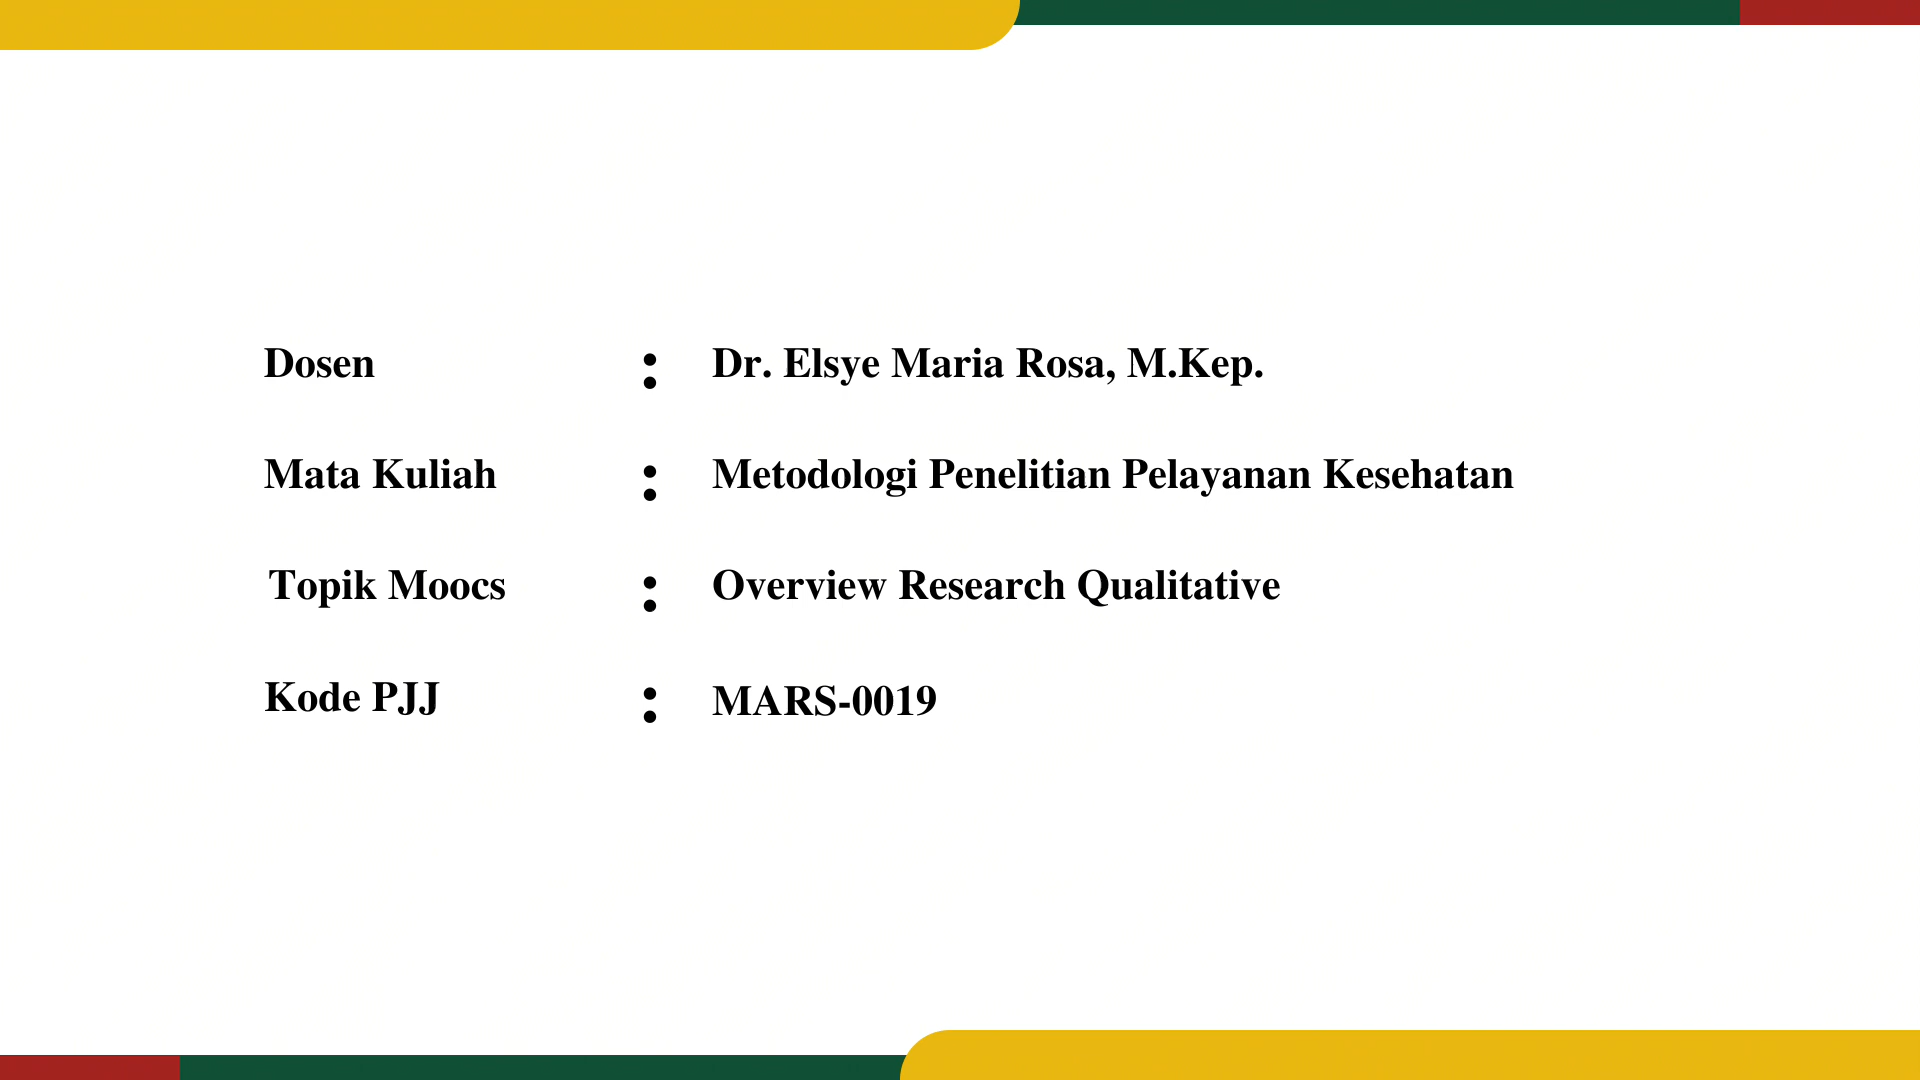 Dosen : Dr. Elsye Maria Rosa, M.Kep.
Mata Kuliah : Metodologi Penelitian Pelayanan Kesehatan
Topik Moocs : Overview Research Qualitative
Kode PJJ : MARS-0019